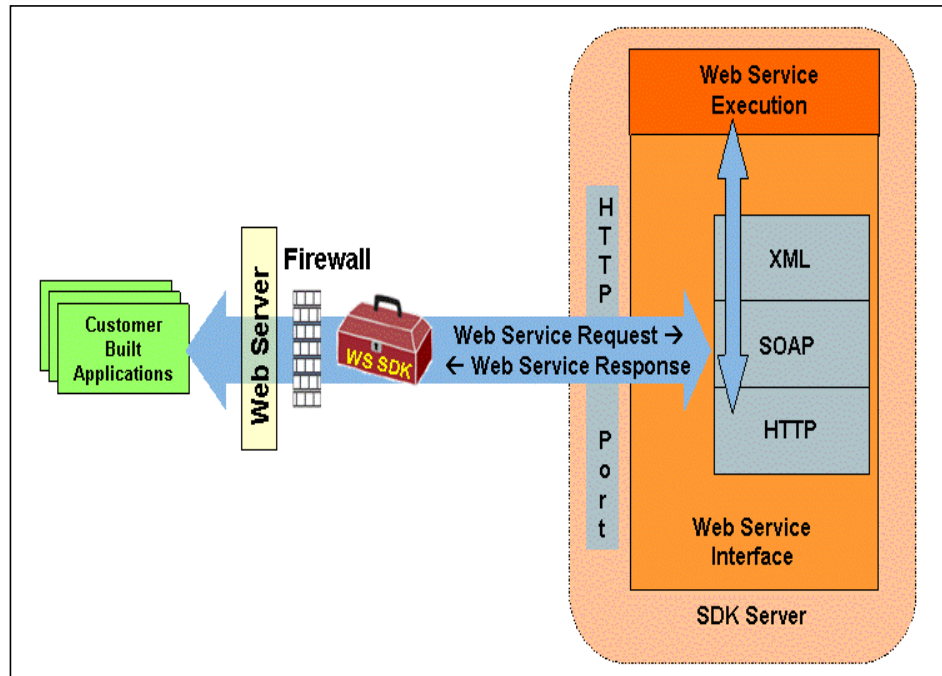 Customer
Built
Applications
Web Server
Firewall
WS SDK
Web Service Request →
← Web Service Response
HTTP Port
Web Service
Execution
XML
SOAP
HTTP
Web Service
Interface
SDK Server